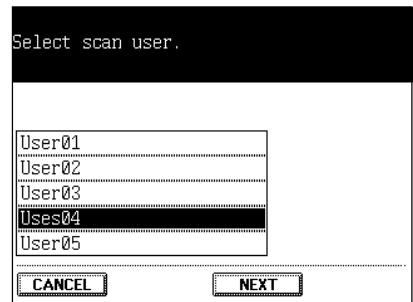 Select scan user.
User01
User02
User03
Uses04
User05
CANCEL NEXT